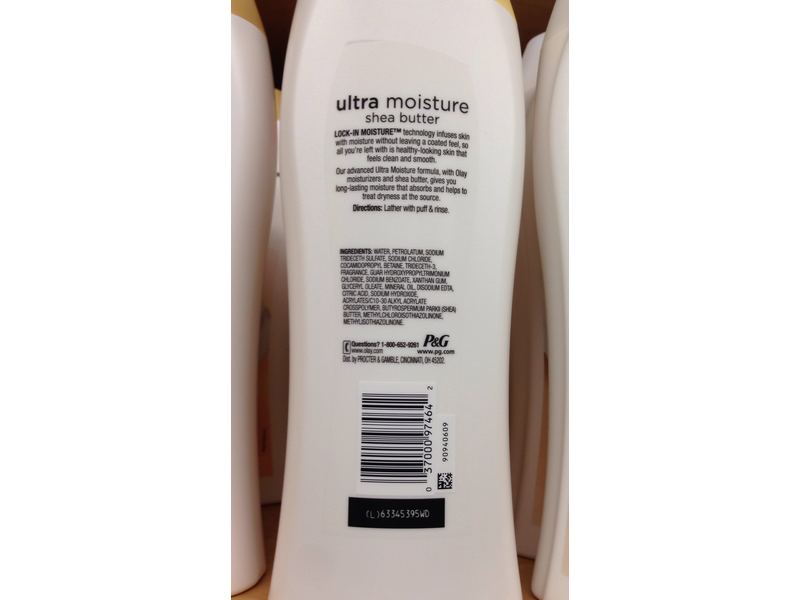 ultra moisture
shea butter
LOCK-IN MOISTURE™ technology infuses skin
with moisture without leaving a coated feel, so
all you're left with is healthy-looking skin that
feels clean and smooth.
Our advanced Ultra Moisture formula, with Olay
moisturizers and shea butter, gives you
long-lasting moisture that absorbs and helps to
treat dryness at the source.
Directions: Lather with puff & rinse.
INGREDIENTS: WATER, PETROLATUM, SODIUM
TRIDECETH SULFATE, SODIUM CHLORIDE,
COCAMIDOPROPYL BETAINE, TRIDECETH-3,
FRAGRANCE, GUAR HYDROXYPROPYLTRIMONIUM
CHLORIDE, SODIUM BENZOATE, XANTHAN GUM,
GLYCERYL OLEATE, MINERAL OIL, DISODIUM EDTA,
CITRIC ACID, SODIUM HYDROXIDE,
ACRYLATES/C10-30 ALKYL ACRYLATE
CROSSPOLYMER, BUTYROSPERMUM PARKII (SHEA)
BUTTER, METHYLCHLOROISOTHIAZOLINONE,
METHYLISOTHIAZOLINONE.
Questions? 1-800-652-9261
www.olay.com
P&G
www.pg.com
Dist. by PROCTER & GAMBLE, CINCINNATI, OH 45202.
0 37000 97464 2
90940609
(L)63345395WD